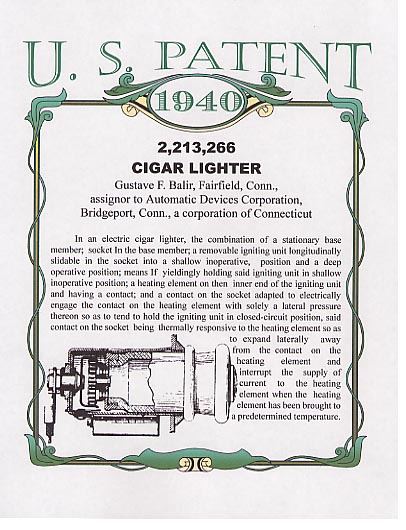 U. S. PATENT
1940
2,213,266
CIGAR LIGHTER
Gustave F. Balir, Fairfield, Conn.,
assignor to Automatic Devices Corporation,
Bridgeport, Conn., a corporation of Connecticut
In an electric cigar lighter, the combination of a stationary base
member; socket In the base member; a removable igniting unit longitudinally
slidable in the socket into a shallow inoperative, position and a deep
operative position; means If yieldingly holding said igniting unit in shallow
inoperative position; a heating element on then inner end of the igniting unit
and having a contact; and a contact on the socket adapted to electrically
engage the contact on the heating element with solely a lateral pressure
thereon so as to tend to hold the igniting unit in closed-circuit position, said
contact on the socket being thermally responsive to the heating element so as
to expand laterally away
from the contact on the
heating element and
interrupt the supply of
current to the heating
element when the heating
element has been brought to
a predetermined temperature.